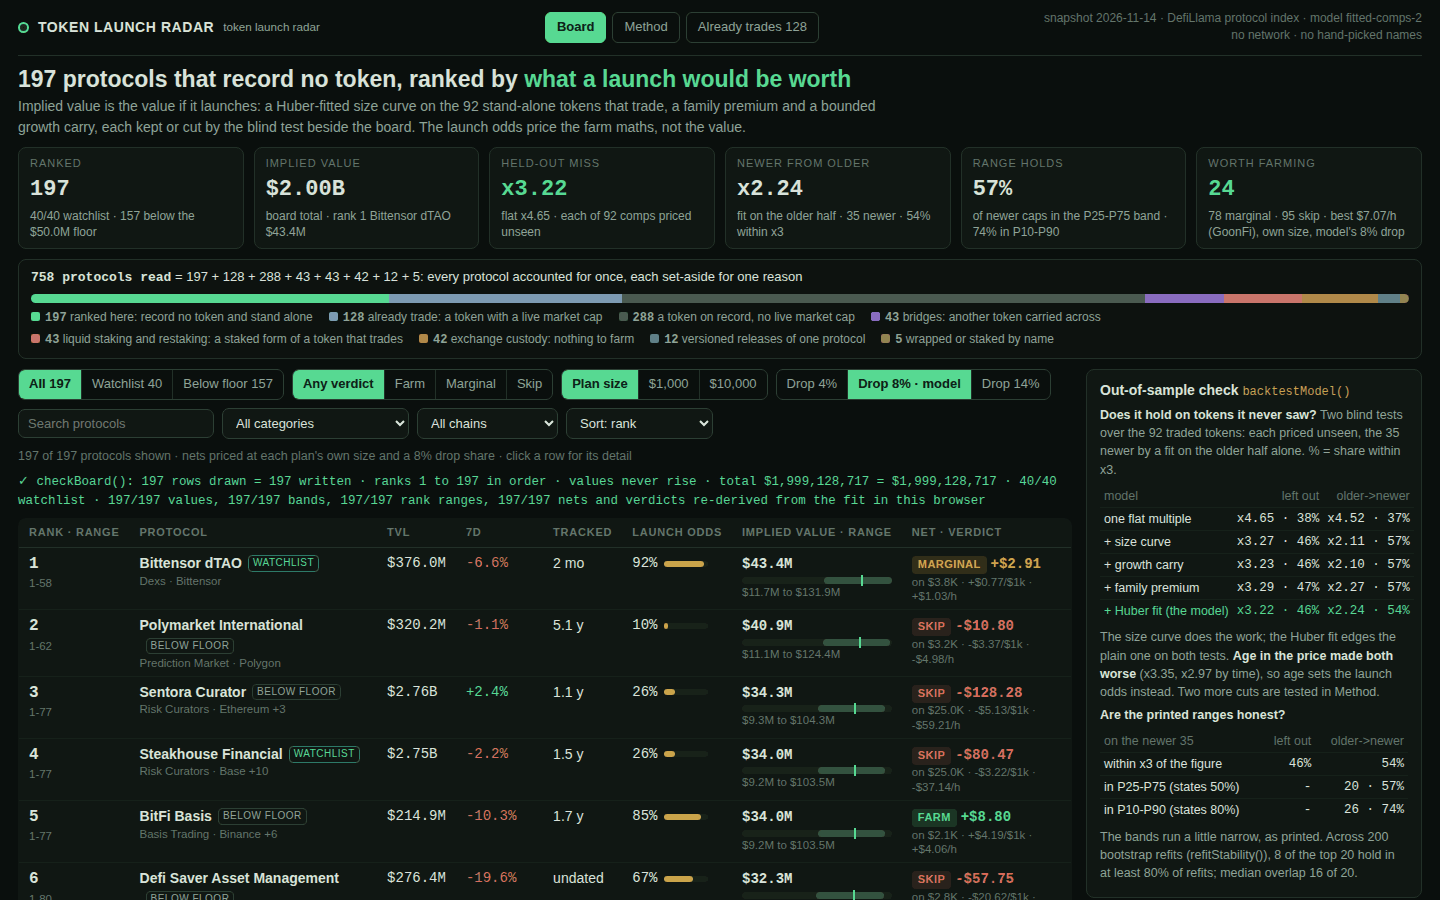 TOKEN LAUNCH RADAR token launch radar
Board Method Already trades 128
snapshot 2026-11-14 · DefiLlama protocol index · model fitted-comps-2
no network · no hand-picked names
197 protocols that record no token, ranked by what a launch would be worth
Implied value is the value if it launches: a Huber-fitted size curve on the 92 stand-alone tokens that trade, a family premium and a bounded
growth carry, each kept or cut by the blind test beside the board. The launch odds price the farm maths, not the value.
RANKED
197
40/40 watchlist · 157 below the
$50.0M floor
IMPLIED VALUE
$2.00B
board total · rank 1 Bittensor dTAO
$43.4M
HELD-OUT MISS
x3.22
flat x4.65 · each of 92 comps priced
unseen
NEWER FROM OLDER
x2.24
fit on the older half · 35 newer · 54%
within x3
RANGE HOLDS
57%
of newer caps in the P25-P75 band ·
74% in P10-P90
WORTH FARMING
24
78 marginal · 95 skip · best $7.07/h
(GoonFi), own size, model's 8% drop
758 protocols read = 197 + 128 + 288 + 43 + 43 + 42 + 12 + 5: every protocol accounted for once, each set-aside for one reason
197 ranked here: record no token and stand alone 128 already trade: a token with a live market cap 288 a token on record, no live market cap 43 bridges: another token carried across
43 liquid staking and restaking: a staked form of a token that trades 42 exchange custody: nothing to farm 12 versioned releases of one protocol 5 wrapped or staked by name
All 197 Watchlist 40 Below floor 157 Any verdict Farm Marginal Skip Plan size $1,000 $10,000 Drop 4% Drop 8% · model Drop 14%
Search protocols All categories All chains Sort: rank
197 of 197 protocols shown · nets priced at each plan's own size and a 8% drop share · click a row for its detail
✓ checkBoard(): 197 rows drawn = 197 written · ranks 1 to 197 in order · values never rise · total $1,999,128,717 = $1,999,128,717 · 40/40
watchlist · 197/197 values, 197/197 bands, 197/197 rank ranges, 197/197 nets and verdicts re-derived from the fit in this browser
RANK · RANGE PROTOCOL TVL 7D TRACKED LAUNCH ODDS IMPLIED VALUE · RANGE NET · VERDICT
1 Bittensor dTAO WATCHLIST $376.0M -6.6% 2 mo 92% $43.4M MARGINAL +$2.91
1-58 Dexs · Bittensor $11.7M to $131.9M on $3.8K · +$0.77/$1k ·
+$1.03/h
2 Polymarket International $320.2M -1.1% 5.1 y 10% $40.9M SKIP -$10.80
1-62 BELOW FLOOR $11.1M to $124.4M on $3.2K · -$3.37/$1k ·
Prediction Market · Polygon -$4.98/h
3 Sentora Curator BELOW FLOOR $2.76B +2.4% 1.1 y 26% $34.3M SKIP -$128.28
1-77 Risk Curators · Ethereum +3 $9.3M to $104.3M on $25.0K · -$5.13/$1k ·
-$59.21/h
4 Steakhouse Financial WATCHLIST $2.75B -2.2% 1.5 y 26% $34.0M SKIP -$80.47
1-77 Risk Curators · Base +10 $9.2M to $103.5M on $25.0K · -$3.22/$1k ·
-$37.14/h
5 BitFi Basis BELOW FLOOR $214.9M -10.3% 1.7 y 85% $34.0M FARM +$8.80
1-77 Basis Trading · Binance +6 $9.2M to $103.5M on $2.1K · +$4.19/$1k ·
+$4.06/h
6 Defi Saver Asset Management $276.4M -19.6% undated 67% $32.3M SKIP -$57.75
1-80 BELOW FLOOR on $2.8K · -$20.62/$1k ·
Out-of-sample check backtestModel()
Does it hold on tokens it never saw? Two blind tests
over the 92 traded tokens: each priced unseen, the 35
newer by a fit on the older half alone. % = share within
x3.
model left out older->newer
one flat multiple x4.65 · 38% x4.52 · 37%
+ size curve x3.27 · 46% x2.11 · 57%
+ growth carry x3.23 · 46% x2.10 · 57%
+ family premium x3.29 · 47% x2.27 · 57%
+ Huber fit (the model) x3.22 · 46% x2.24 · 54%
The size curve does the work; the Huber fit edges the
plain one on both tests. Age in the price made both
worse (x3.35, x2.97 by time), so age sets the launch
odds instead. Two more cuts are tested in Method.
Are the printed ranges honest?
on the newer 35 left out older->newer
within x3 of the figure 46% 54%
in P25-P75 (states 50%) - 20 · 57%
in P10-P90 (states 80%) - 26 · 74%
The bands run a little narrow, as printed. Across 200
bootstrap refits (refitStability()), 8 of the top 20 hold in
at least 80% of refits; median overlap 16 of 20.